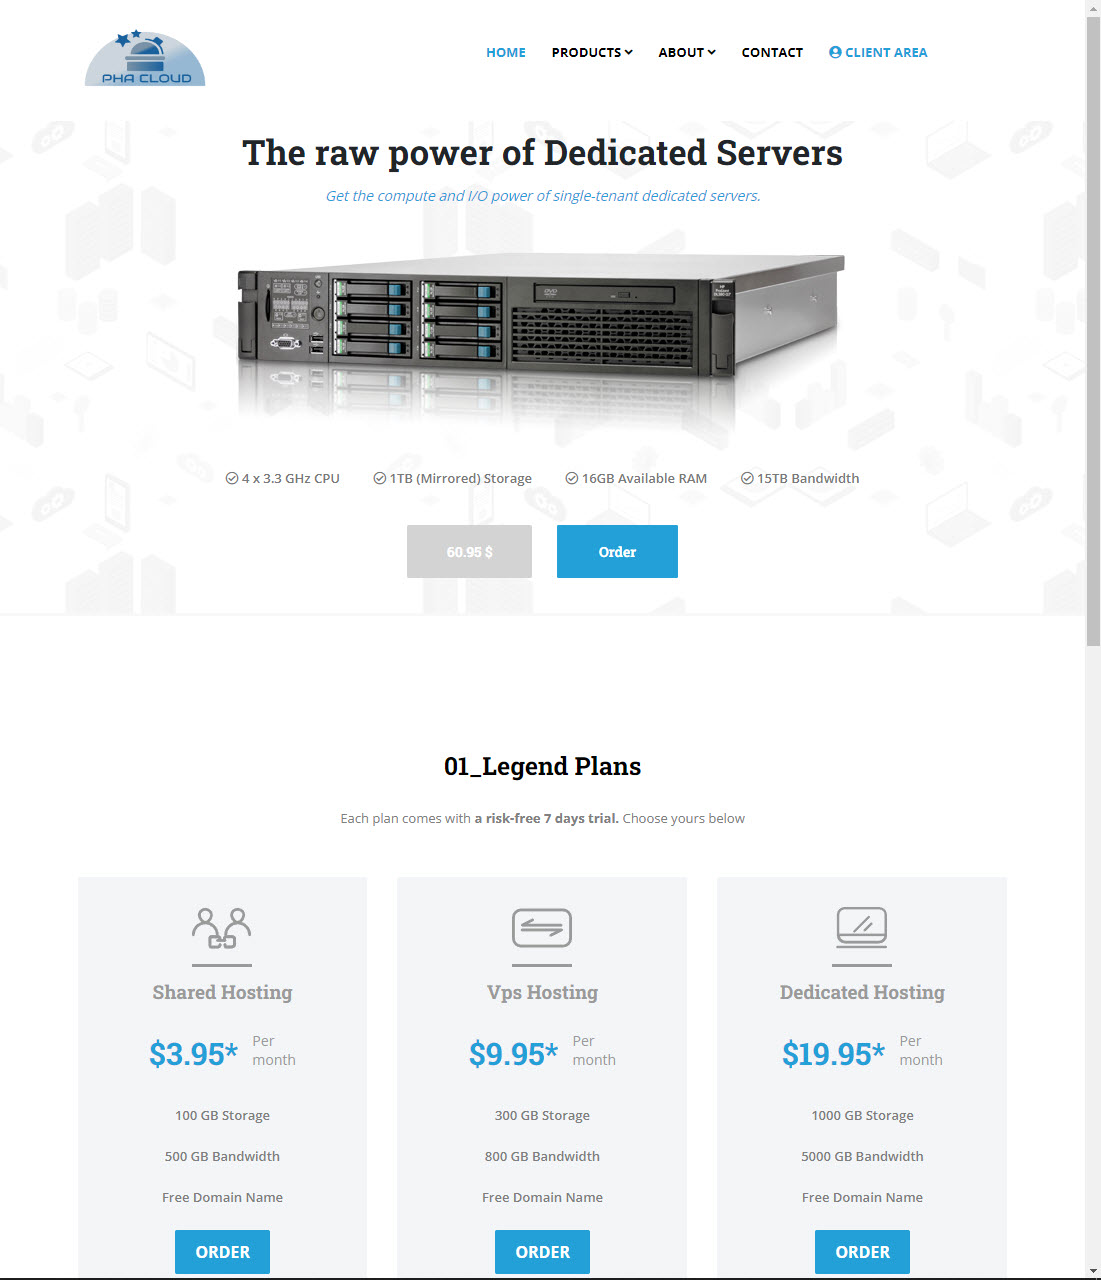 PHA CLOUD
HOME PRODUCTS ABOUT CONTACT CLIENT AREA
The raw power of Dedicated Servers
Get the compute and I/O power of single-tenant dedicated servers.
DVD
HP
4 x 3.3 GHz CPU 1TB (Mirrored) Storage 16GB Available RAM 15TB Bandwidth
60.95 $ Order
01_Legend Plans
Each plan comes with a risk-free 7 days trial. Choose yours below
Shared Hosting
$3.95* Per month
100 GB Storage
500 GB Bandwidth
Free Domain Name
ORDER
Vps Hosting
$9.95* Per month
300 GB Storage
800 GB Bandwidth
Free Domain Name
ORDER
Dedicated Hosting
$19.95* Per month
1000 GB Storage
5000 GB Bandwidth
Free Domain Name
ORDER